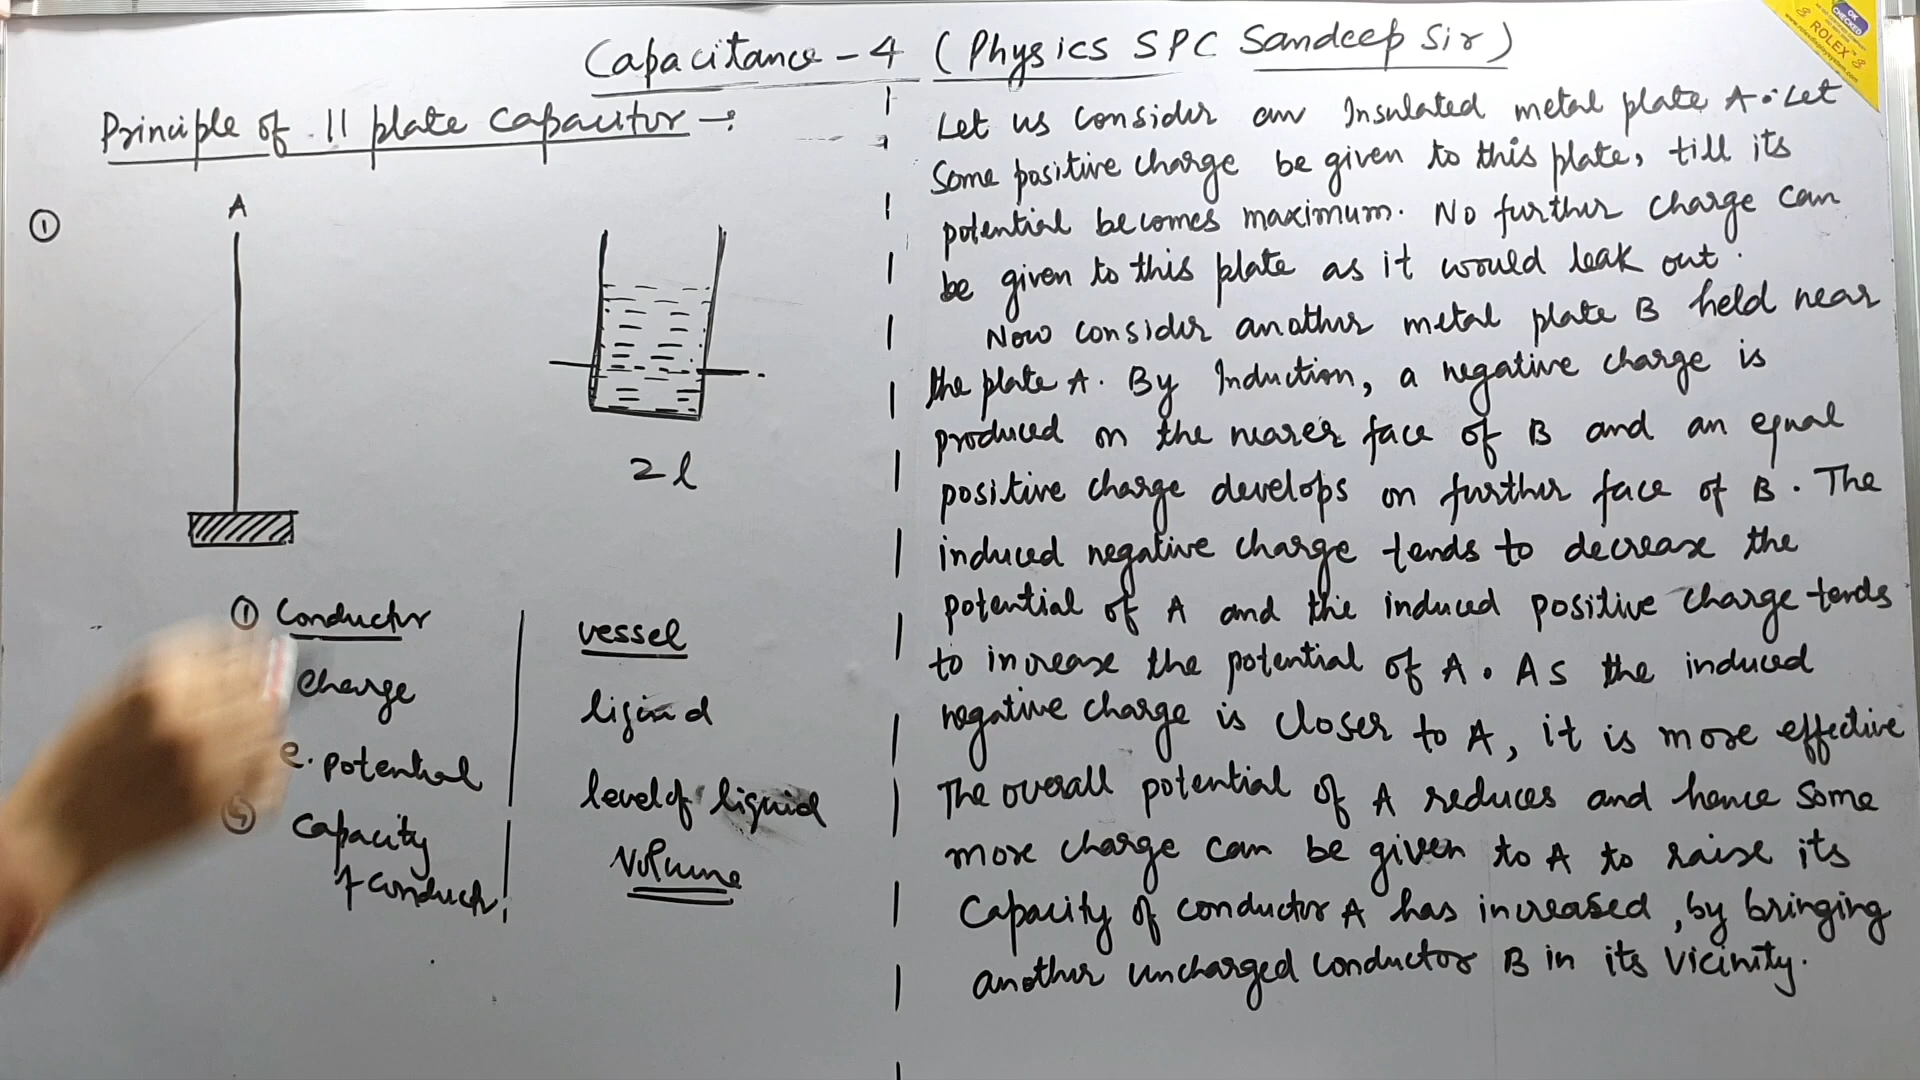 Capacitance - 4 (Physics SPC Sandeep Sir)
Principle of || plate capacitor →:
① A
2 l
① Conductor
charge
e. potential
Capacity
of conduct.
vessel
liquid
level of liquid
Volume
Let us consider an Insulated metal plate A. Let
Some positive charge be given to this plate, till its
potential becomes maximum. No further charge can
be given to this plate as it would leak out.
Now consider another metal plate B held near
the plate A. By Induction, a negative charge is
produced on the nearer face of B and an equal
positive charge develops on further face of B. The
induced negative charge tends to decrease the
potential of A and the induced positive charge tends
to increase the potential of A. As the induced
negative charge is closer to A, it is more effective
The overall potential of A reduces and hence some
more charge can be given to A to raise its
Capacity of conductor A has increased, by bringing
another uncharged conductor B in its vicinity.
OK
CHECKED
ROLEX